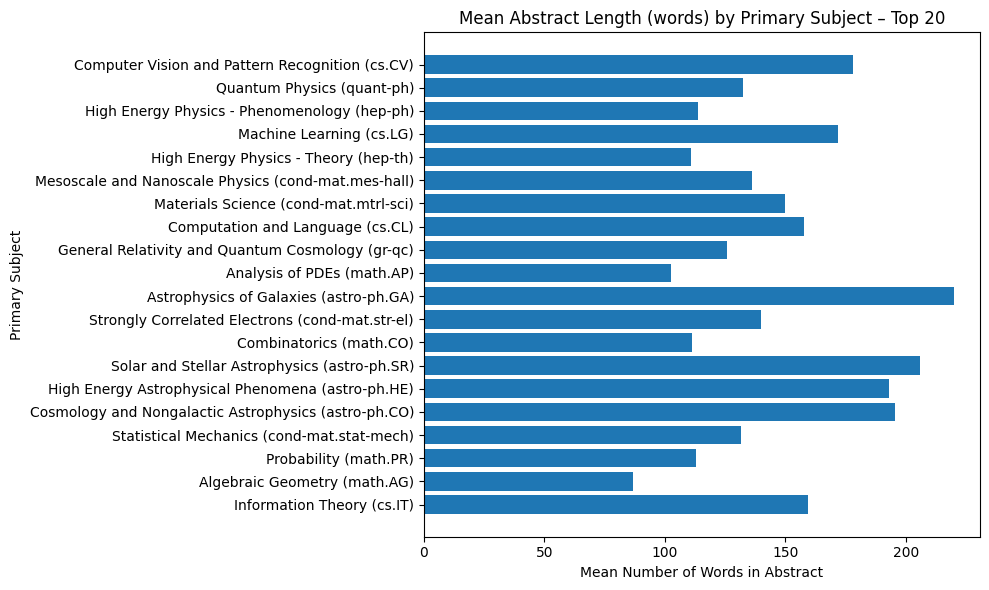 Mean Abstract Length (words) by Primary Subject – Top 20
Primary Subject
Computer Vision and Pattern Recognition (cs.CV)
Quantum Physics (quant-ph)
High Energy Physics - Phenomenology (hep-ph)
Machine Learning (cs.LG)
High Energy Physics - Theory (hep-th)
Mesoscale and Nanoscale Physics (cond-mat.mes-hall)
Materials Science (cond-mat.mtrl-sci)
Computation and Language (cs.CL)
General Relativity and Quantum Cosmology (gr-qc)
Analysis of PDEs (math.AP)
Astrophysics of Galaxies (astro-ph.GA)
Strongly Correlated Electrons (cond-mat.str-el)
Combinatorics (math.CO)
Solar and Stellar Astrophysics (astro-ph.SR)
High Energy Astrophysical Phenomena (astro-ph.HE)
Cosmology and Nongalactic Astrophysics (astro-ph.CO)
Statistical Mechanics (cond-mat.stat-mech)
Probability (math.PR)
Algebraic Geometry (math.AG)
Information Theory (cs.IT)
0 50 100 150 200
Mean Number of Words in Abstract